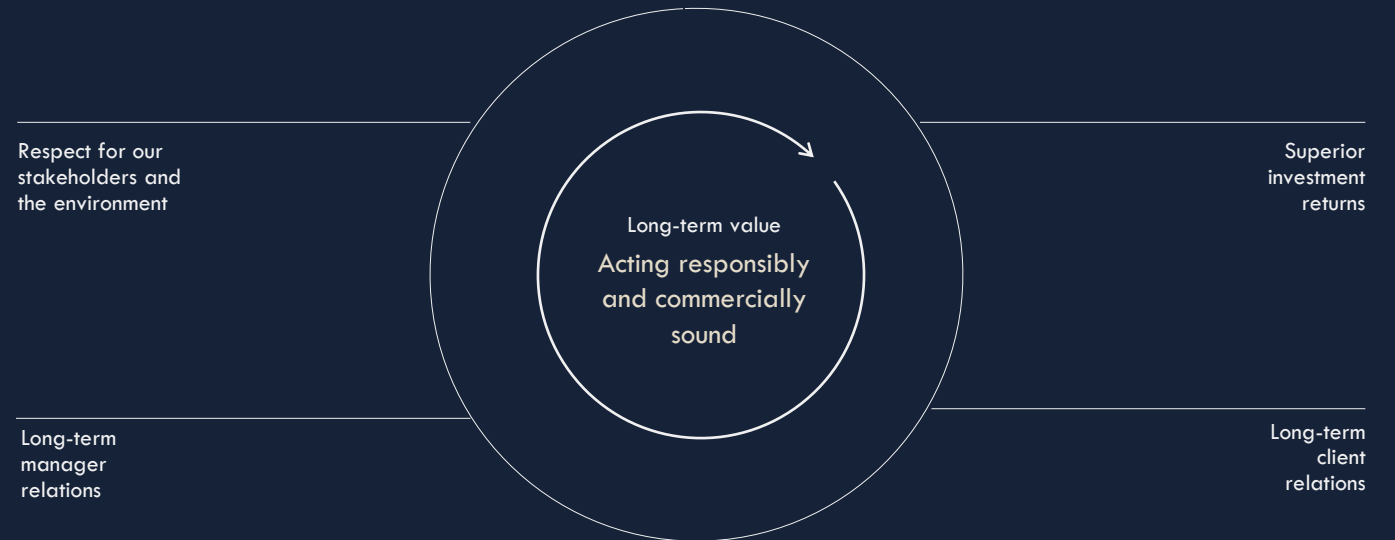 Respect for our
stakeholders and
the environment
Superior
investment
returns
Long-term value
Acting responsibly
and commercially
sound
Long-term
manager
relations
Long-term
client
relations